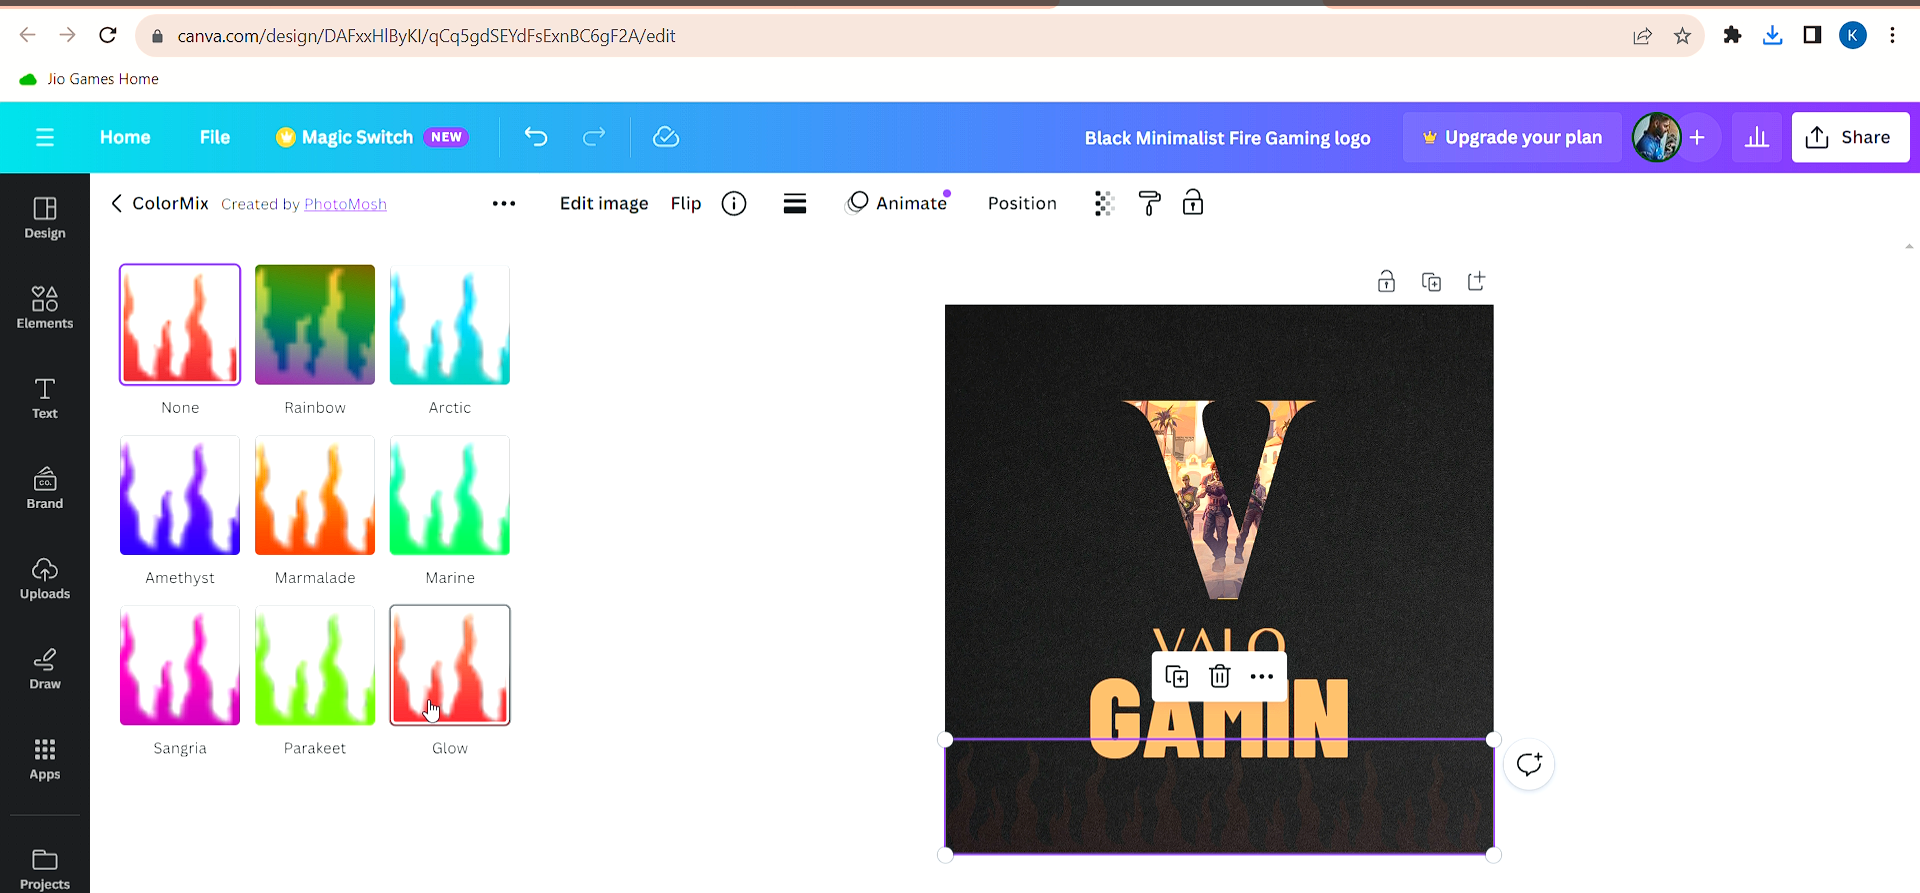 canva.com/design/DAFxxHlByKI/qCq5gdSEYdFsExnBC6gF2A/edit
K
Jio Games Home
Home File Magic Switch NEW
Black Minimalist Fire Gaming logo
Upgrade your plan
Share
ColorMix Created by PhotoMosh
Edit image Flip Animate Position
Design
Elements
Text
CO.
Brand
Uploads
Draw
Apps
Projects
None Rainbow Arctic
Amethyst Marmalade Marine
Sangria Parakeet Glow
V
VALO
GAMIN